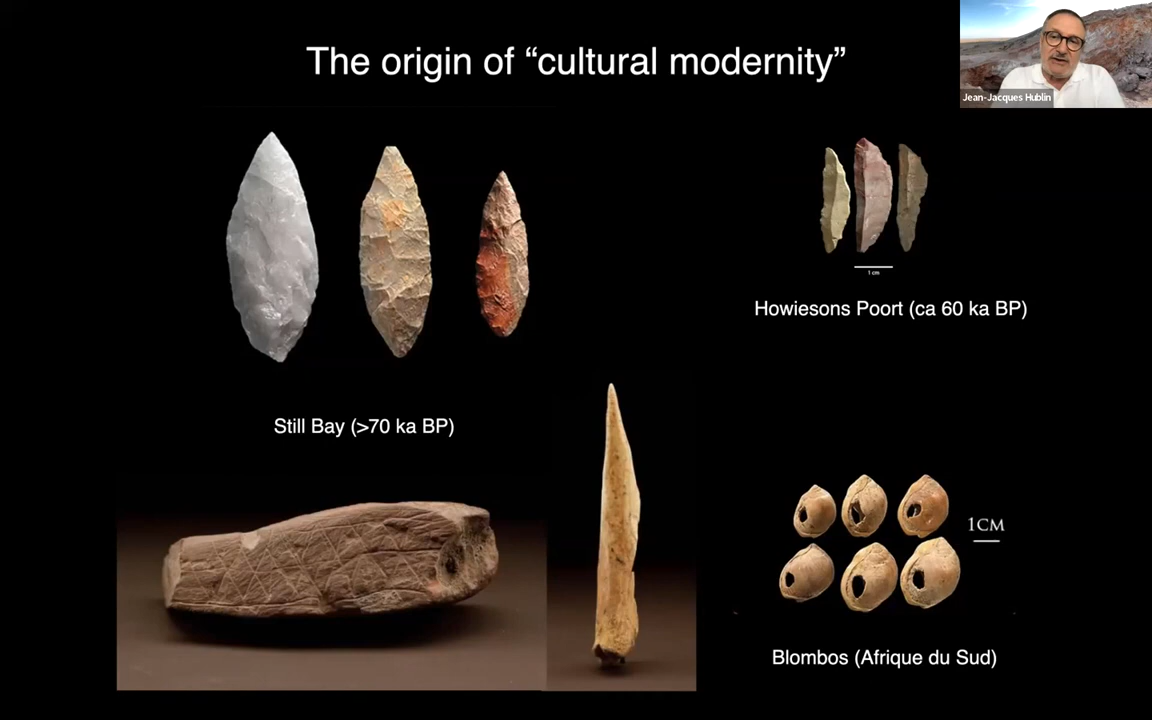 The origin of “cultural modernity”
Jean-Jacques Hublin
1 cm
Howiesons Poort (ca 60 ka BP)
Still Bay (>70 ka BP)
1CM
Blombos (Afrique du Sud)